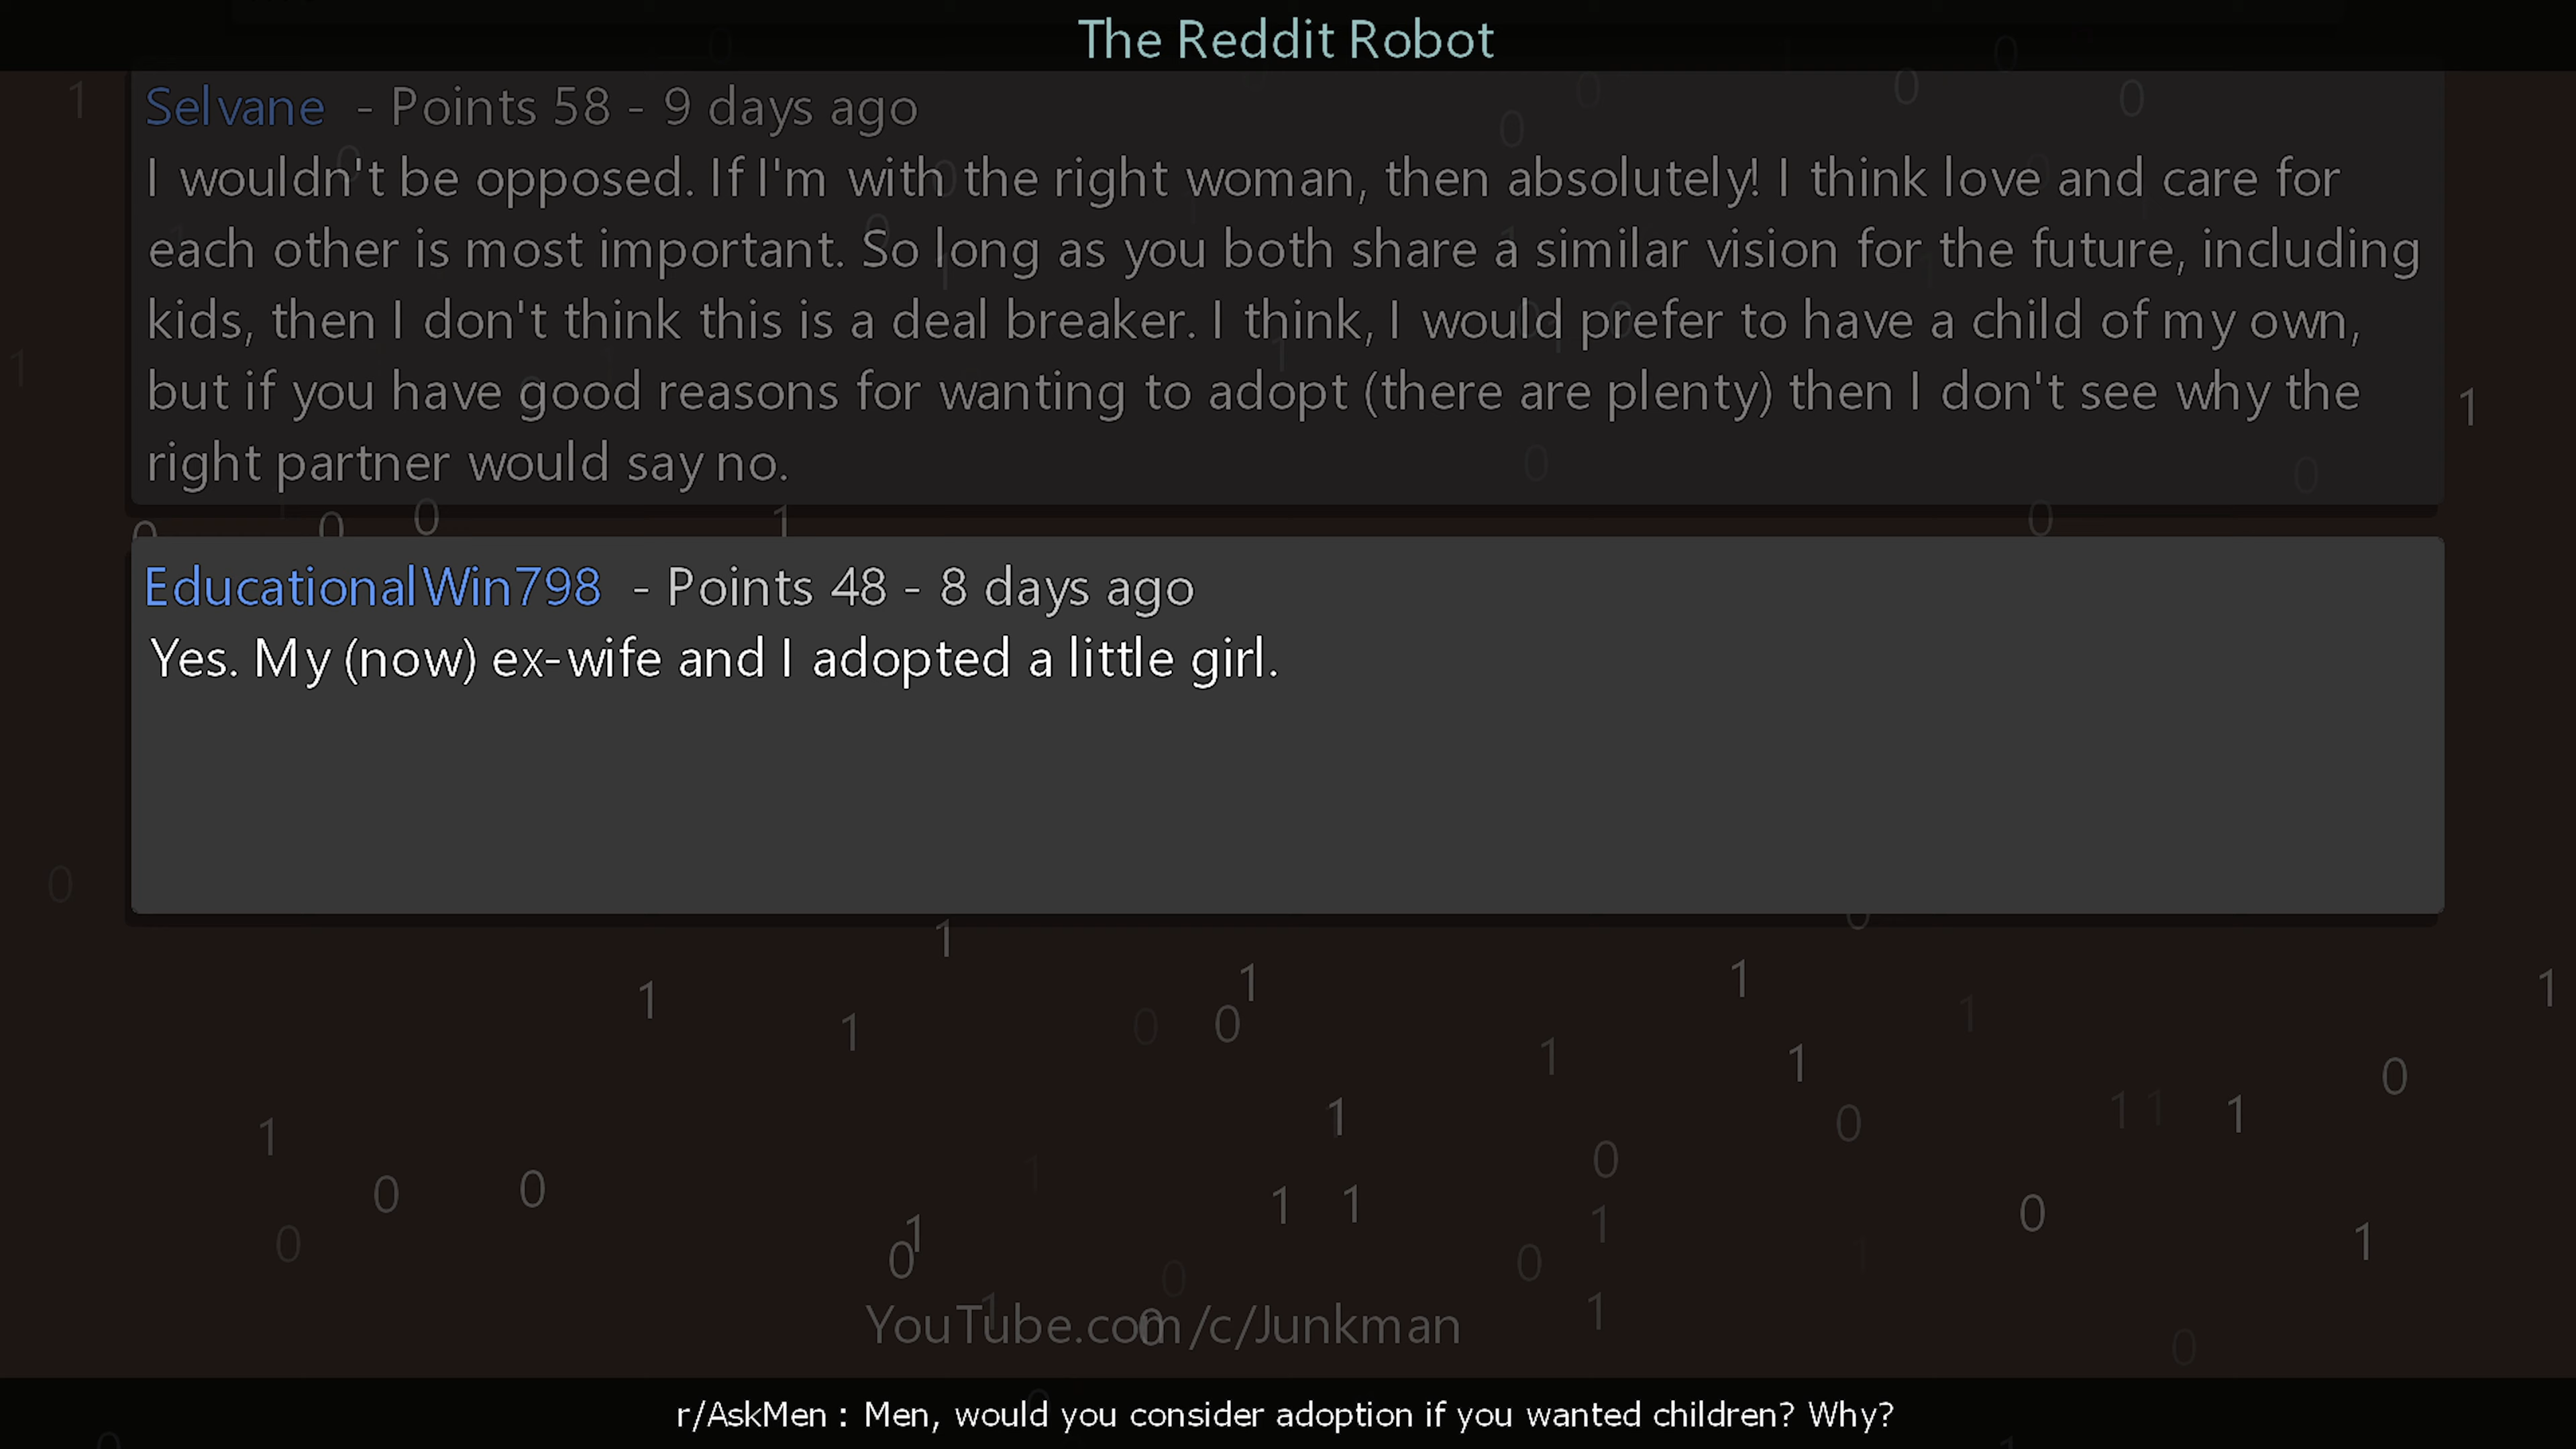 The Reddit Robot
Selvane - Points 58 - 9 days ago
I wouldn't be opposed. If I'm with the right woman, then absolutely! I think love and care for
each other is most important. So long as you both share a similar vision for the future, including
kids, then I don't think this is a deal breaker. I think, I would prefer to have a child of my own,
but if you have good reasons for wanting to adopt (there are plenty) then I don't see why the
right partner would say no.
EducationalWin798 - Points 48 - 8 days ago
Yes. My (now) ex-wife and I adopted a little girl.
YouTube.com/c/Junkman
r/AskMen : Men, would you consider adoption if you wanted children? Why?